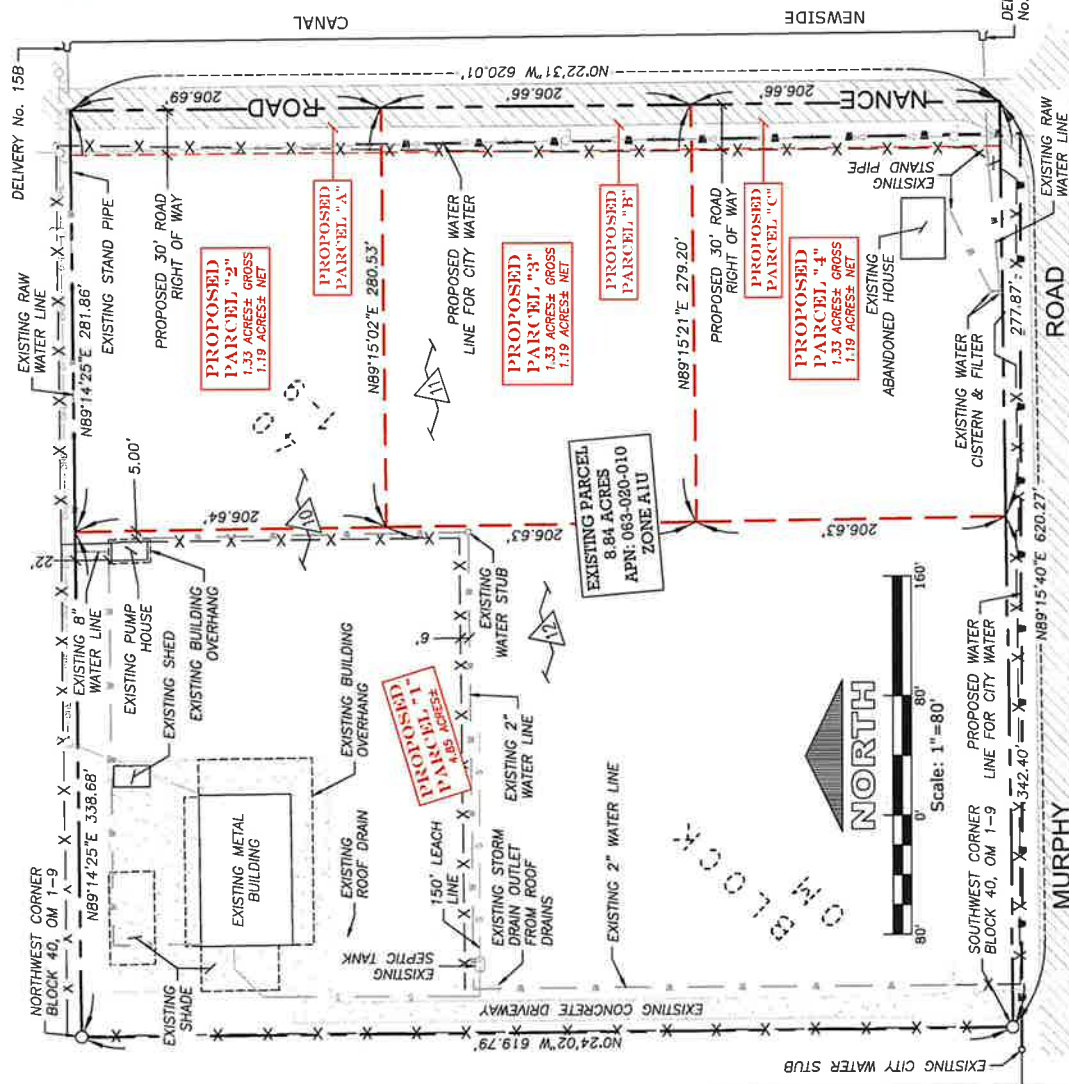 CANAL
NEWSIDE
DELIVERY No. 15B
DEL
No.
N0°22'31"W 620.01'
206.69'
206.66'
206.66'
ROAD
NANCE
EXISTING RAW
WATER LINE
N89°14'25"E 281.86'
EXISTING STAND PIPE
PROPOSED 30' ROAD
RIGHT OF WAY
PROPOSED
PARCEL "A"
PROPOSED
PARCEL "2"
1.33 ACRES± GROSS
1.19 ACRES± NET
N89°15'02"E 280.53'
PROPOSED WATER
LINE FOR CITY WATER
PROPOSED
PARCEL "B"
PROPOSED
PARCEL "3"
1.33 ACRES± GROSS
1.19 ACRES± NET
N89°15'21"E 279.20'
PROPOSED 30' ROAD
RIGHT OF WAY
PROPOSED
PARCEL "C"
PROPOSED
PARCEL "4"
1.33 ACRES± GROSS
1.19 ACRES± NET
EXISTING
STAND PIPE
EXISTING
ABANDONED HOUSE
EXISTING WATER
CISTERN & FILTER
277.87'
EXISTING RAW
WATER LINE
ROAD
11
10
12
5.00'
22'
206.64'
206.63'
206.63'
EXISTING PARCEL
8.84 ACRES
APN: 063-020-010
ZONE A1U
EXISTING 8"
WATER LINE
EXISTING PUMP
HOUSE
EXISTING SHED
EXISTING BUILDING
OVERHANG
EXISTING
WATER STUB
6'
PROPOSED
PARCEL "1"
4.85 ACRES±
NORTHWEST CORNER
BLOCK 40, OM 1-9
N89°14'25"E 338.68'
EXISTING BUILDING
OVERHANG
EXISTING METAL
BUILDING
EXISTING
ROOF DRAIN
EXISTING
SHADE
150' LEACH
LINE
EXISTING 2"
WATER LINE
EXISTING
SEPTIC TANK
EXISTING STORM
DRAIN OUTLET
FROM ROOF
DRAINS
EXISTING 2" WATER LINE
EXISTING CONCRETE DRIVEWAY
N0°24'02"W 619.79'
BLOCK
OM 1-9
NORTH
80' 0' 80' 160'
Scale: 1"=80'
SOUTHWEST CORNER
BLOCK 40, OM 1-9
PROPOSED WATER
LINE FOR CITY WATER
342.40'
N89°15'40"E 620.27'
EXISTING CITY WATER STUB
MURPHY